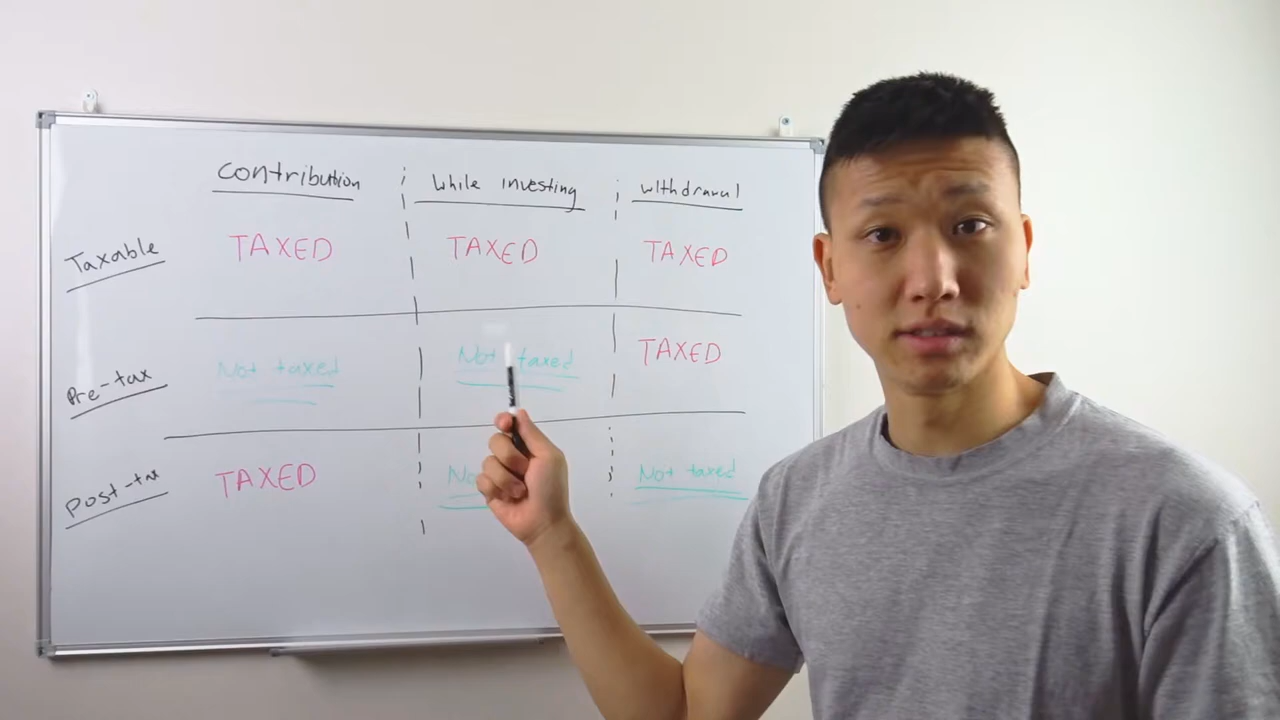 contribution while investing withdrawal
Taxable TAXED TAXED TAXED
Pre-tax Not taxed Not taxed TAXED
Post-tax TAXED No Not taxed